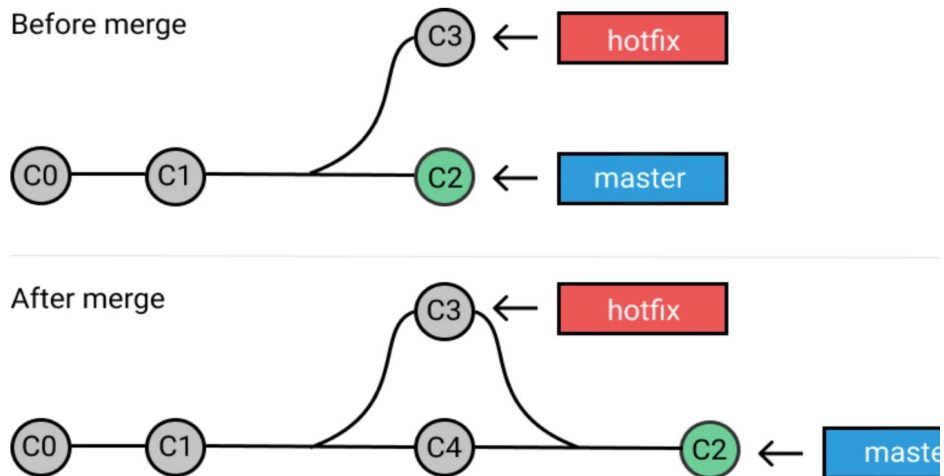 Before merge
C3
hotfix
C0
C1
C2
master
After merge
C3
hotfix
C0
C1
C4
C2
maste